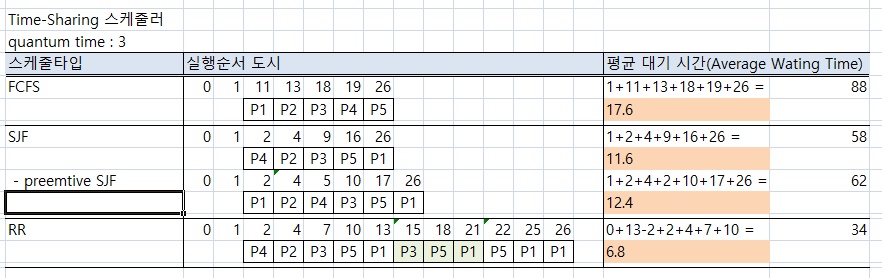 Time-Sharing 스케줄러
quantum time : 3
스케줄타입 실행순서 도시 평균 대기 시간(Average Wating Time)
FCFS 0 1 11 13 18 19 26 1+11+13+18+19+26 = 88
P1 P2 P3 P4 P5 17.6
SJF 0 1 2 4 9 16 26 1+2+4+9+16+26 = 58
P4 P2 P3 P5 P1 11.6
- preemtive SJF 0 1 2 4 5 10 17 26 1+2+4+2+10+17+26 = 62
P1 P2 P4 P3 P5 P1 12.4
RR 0 1 2 4 7 10 13 15 18 21 22 25 26 0+13-2+2+4+7+10 = 34
P4 P2 P3 P5 P1 P3 P5 P1 P5 P1 P1 6.8